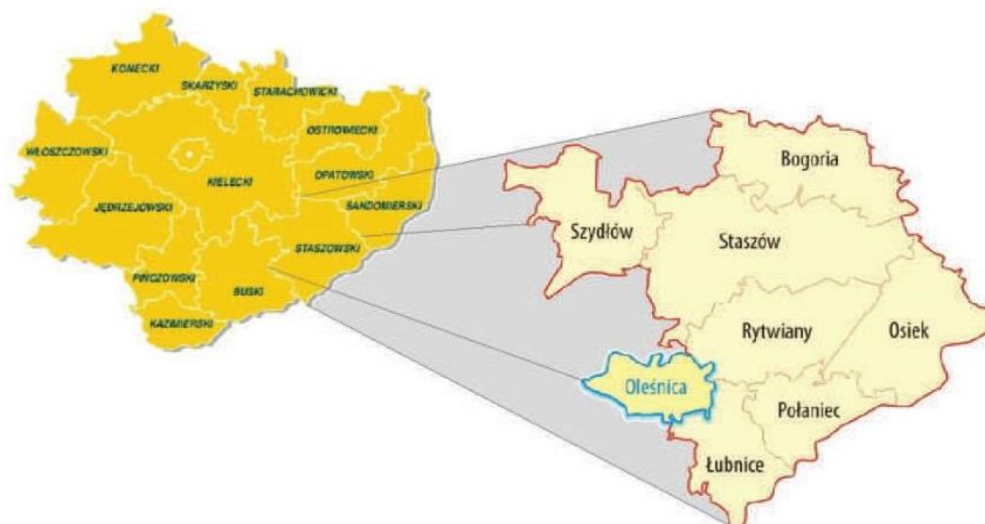 KONECKI
SKARŻYSKI
STARACHOWICKI
OSTROWIECKI
WŁOSZCZOWSKI
KIELECKI
OPATOWSKI
JĘDRZEJOWSKI
SANDOMIERSKI
STASZOWSKI
PIŃCZOWSKI
BUSKI
KAZIMIERSKI
Bogoria
Szydłów
Staszów
Rytwiany
Osiek
Oleśnica
Połaniec
Łubnice